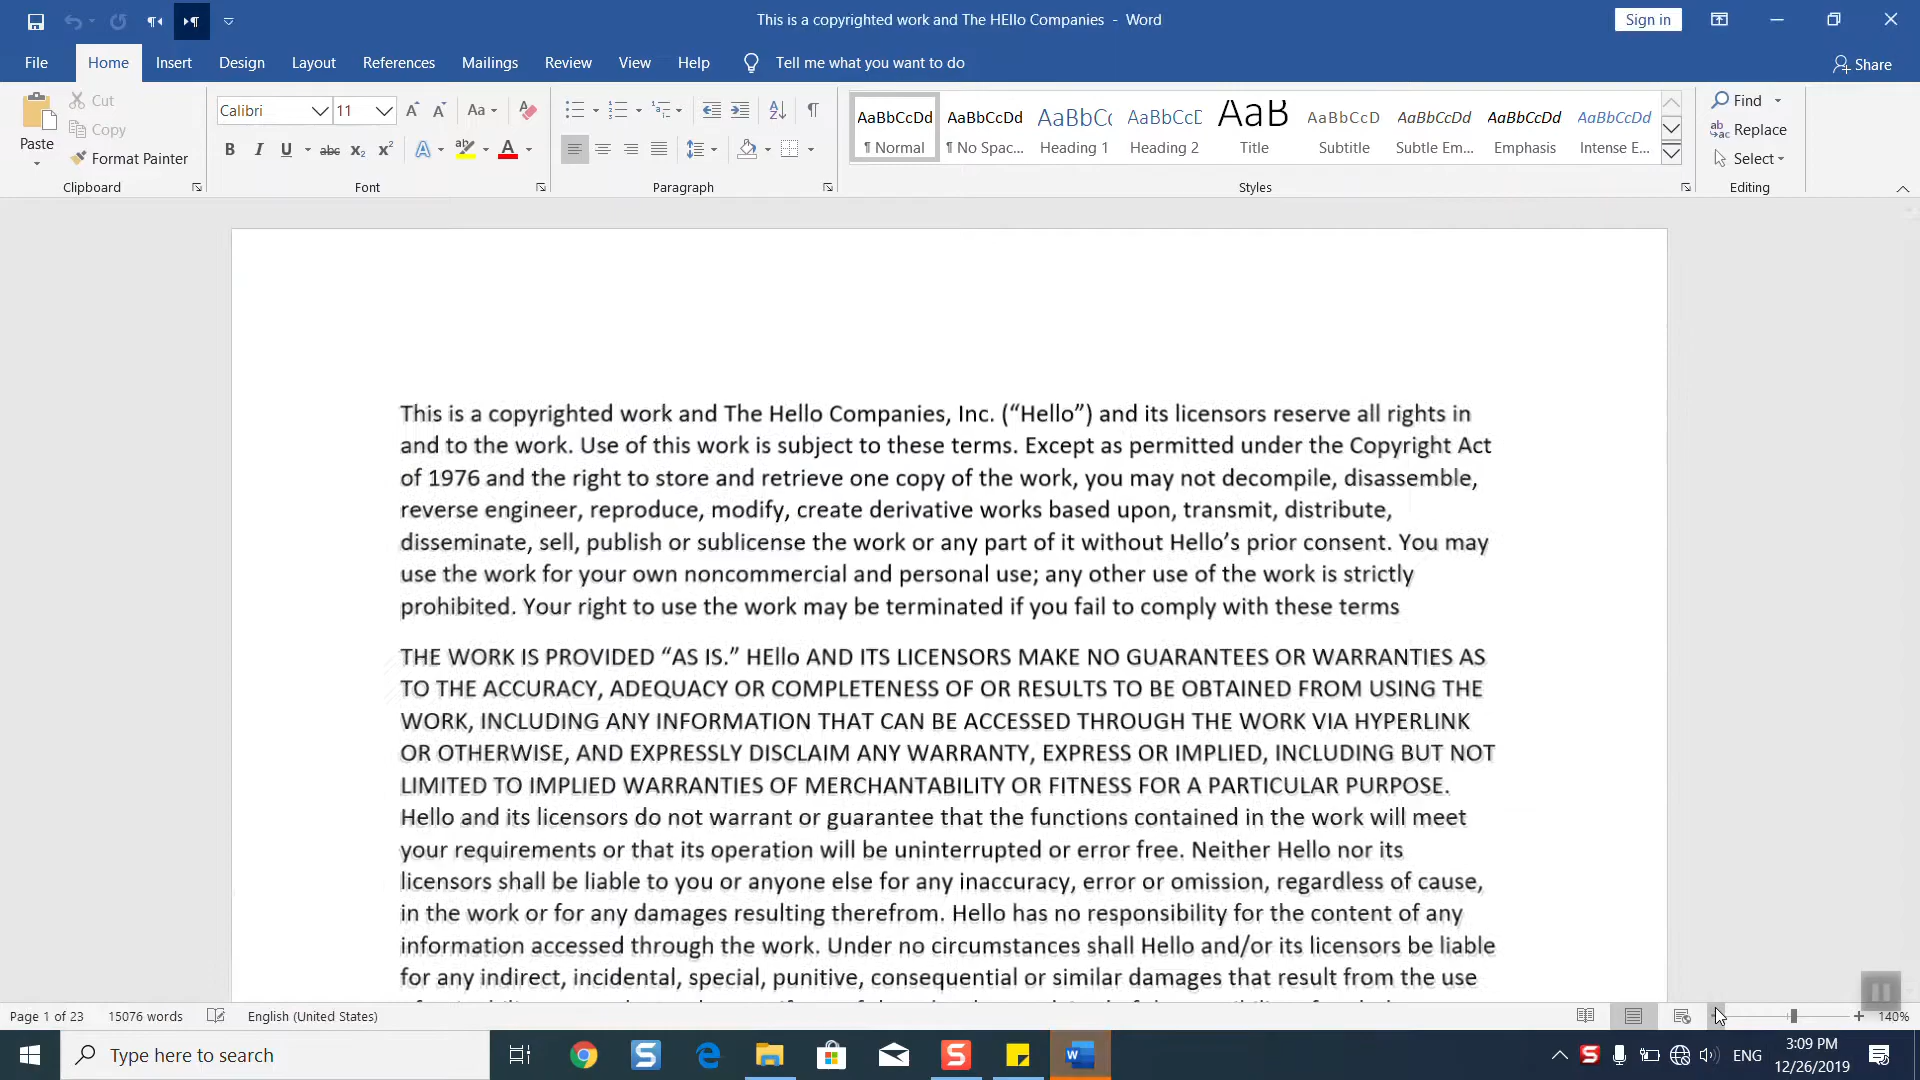 This is a copyrighted work and The HEllo Companies - Word
Sign in
File Home Insert Design Layout References Mailings Review View Help Tell me what you want to do Share
Paste
Cut
Copy
Format Painter
Clipboard
Calibri 11
Font
Paragraph
AaBbCcDd ¶ Normal
AaBbCcDd ¶ No Spac...
AaBbCc Heading 1
AaBbCcC Heading 2
AaB Title
AaBbCcD Subtitle
AaBbCcDd Subtle Em...
AaBbCcDd Emphasis
AaBbCcDd Intense E...
Styles
Find
Replace
Select
Editing
This is a copyrighted work and The Hello Companies, Inc. (“Hello”) and its licensors reserve all rights in
and to the work. Use of this work is subject to these terms. Except as permitted under the Copyright Act
of 1976 and the right to store and retrieve one copy of the work, you may not decompile, disassemble,
reverse engineer, reproduce, modify, create derivative works based upon, transmit, distribute,
disseminate, sell, publish or sublicense the work or any part of it without Hello’s prior consent. You may
use the work for your own noncommercial and personal use; any other use of the work is strictly
prohibited. Your right to use the work may be terminated if you fail to comply with these terms
THE WORK IS PROVIDED “AS IS.” HEllo AND ITS LICENSORS MAKE NO GUARANTEES OR WARRANTIES AS
TO THE ACCURACY, ADEQUACY OR COMPLETENESS OF OR RESULTS TO BE OBTAINED FROM USING THE
WORK, INCLUDING ANY INFORMATION THAT CAN BE ACCESSED THROUGH THE WORK VIA HYPERLINK
OR OTHERWISE, AND EXPRESSLY DISCLAIM ANY WARRANTY, EXPRESS OR IMPLIED, INCLUDING BUT NOT
LIMITED TO IMPLIED WARRANTIES OF MERCHANTABILITY OR FITNESS FOR A PARTICULAR PURPOSE.
Hello and its licensors do not warrant or guarantee that the functions contained in the work will meet
your requirements or that its operation will be uninterrupted or error free. Neither Hello nor its
licensors shall be liable to you or anyone else for any inaccuracy, error or omission, regardless of cause,
in the work or for any damages resulting therefrom. Hello has no responsibility for the content of any
information accessed through the work. Under no circumstances shall Hello and/or its licensors be liable
for any indirect, incidental, special, punitive, consequential or similar damages that result from the use
Page 1 of 23 15076 words English (United States) 140%
Type here to search
ENG
3:09 PM
12/26/2019